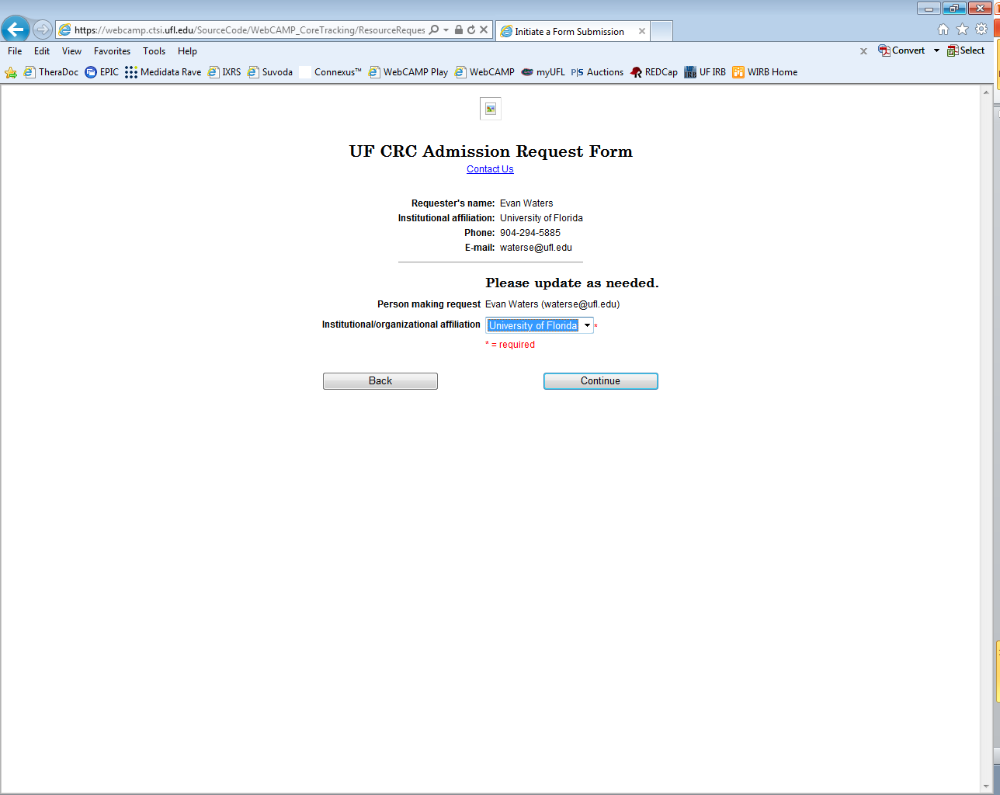 https://webcamp.ctsi.ufl.edu/SourceCode/WebCAMP_CoreTracking/ResourceReques
Initiate a Form Submission
File Edit View Favorites Tools Help
Convert Select
TheraDoc EPIC Medidata Rave IXRS Suvoda Connexus™ WebCAMP Play WebCAMP myUFL P|S Auctions REDCap UF IRB WIRB Home
UF CRC Admission Request Form
Contact Us
Requester's name: Evan Waters
Institutional affiliation: University of Florida
Phone: 904-294-5885
E-mail: waterse@ufl.edu
Please update as needed.
Person making request Evan Waters (waterse@ufl.edu)
Institutional/organizational affiliation University of Florida *
* = required
Back Continue